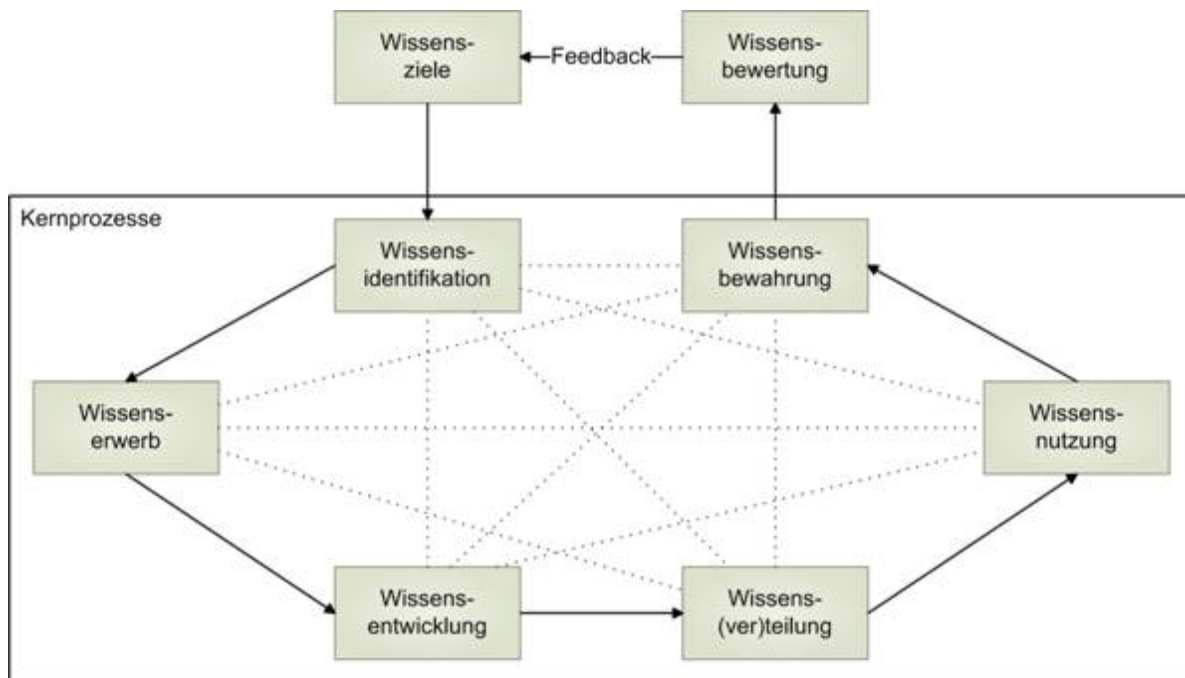 Wissens-
ziele
Feedback
Wissens-
bewertung
Kernprozesse
Wissens-
identifikation
Wissens-
bewahrung
Wissens-
erwerb
Wissens-
nutzung
Wissens-
entwicklung
Wissens-
(ver)teilung